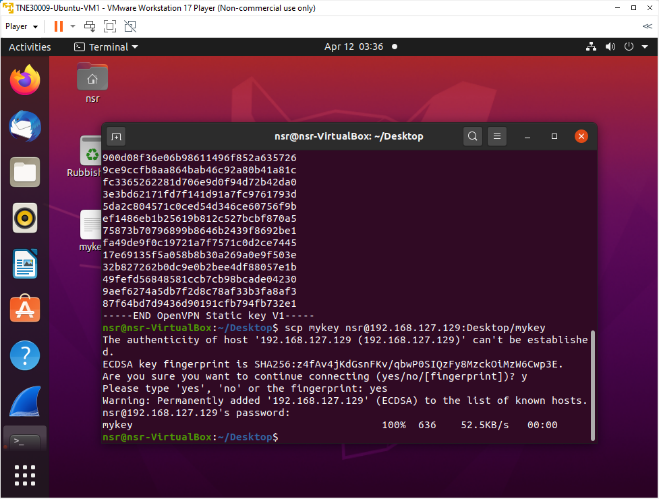 TNE30009-Ubuntu-VM1 - VMware Workstation 17 Player (Non-commercial use only)
Player
Activities
Terminal
Apr 12 03:36
nsr
Rubbish
myke
nsr@nsr-VirtualBox: ~/Desktop
900d08f36e06b98611496f852a635726
9ce9ccfb8aa864bab46c92a80b41a81c
fc3365262281d706e9d0f94d72b42da0
3e3bd62171fd7f141d91a7fc9761793d
5da2c804571c0ced54d346ce60756f9b
ef1486eb1b25619b812c527bcbf870a5
75873b70796899b8646b2439f8692be1
fa49de9f0c19721a7f7571c0d2ce7445
17e69135f5a058b8b30a269a0e9f503e
32b827262b0dc9e0b2bee4df88057e1b
49fefd56848581ccb7cb98bcade04230
9aef6274a5db7f2d8c78af33b3fa8af3
87f64bd7d9436d90191cfb794fb732e1
-----END OpenVPN Static key V1-----
nsr@nsr-VirtualBox:~/Desktop$ scp mykey nsr@192.168.127.129:Desktop/mykey
The authenticity of host '192.168.127.129 (192.168.127.129)' can't be establishe
d.
ECDSA key fingerprint is SHA256:z4fAv4jKdGsnFKv/qbwP0SIQzFy8MzckOiMzW6Cwp3E.
Are you sure you want to continue connecting (yes/no/[fingerprint])? y
Please type 'yes', 'no' or the fingerprint: yes
Warning: Permanently added '192.168.127.129' (ECDSA) to the list of known hosts.
nsr@192.168.127.129's password:
mykey 100% 636 52.5KB/s 00:00
nsr@nsr-VirtualBox:~/Desktop$